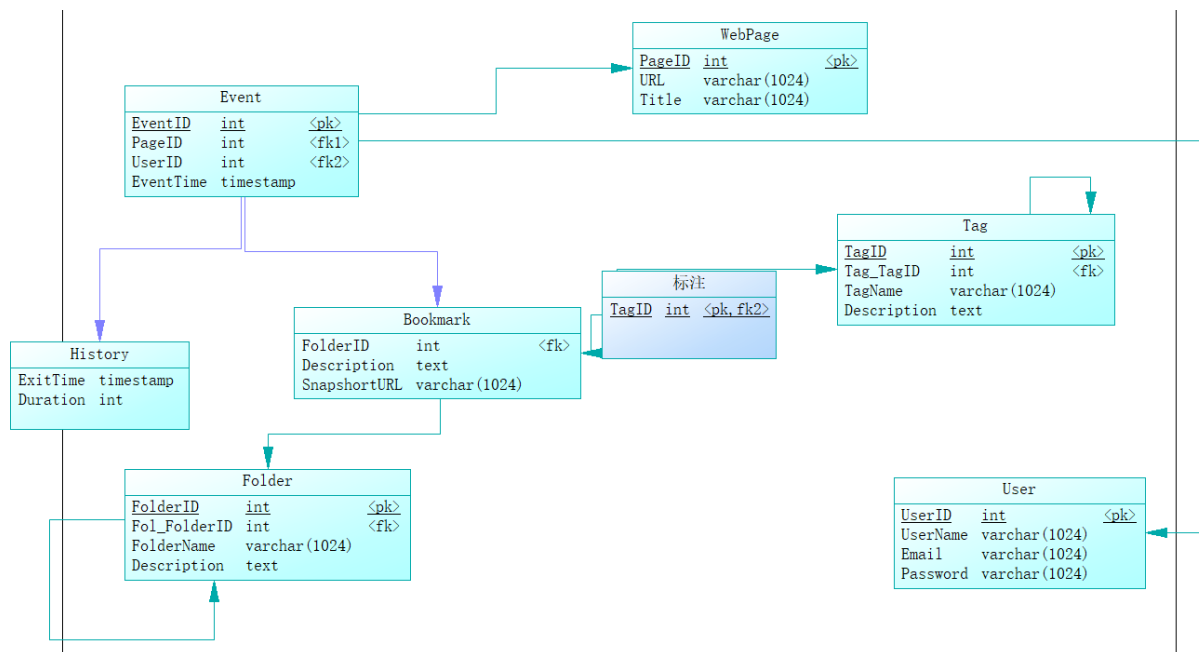 WebPage
PageID int <pk>
URL varchar(1024)
Title varchar(1024)
Event
EventID int <pk>
PageID int <fk1>
UserID int <fk2>
EventTime timestamp
Tag
TagID int <pk>
Tag_TagID int <fk>
TagName varchar(1024)
Description text
标注
TagID int <pk,fk2>
Bookmark
FolderID int <fk>
Description text
SnapshortURL varchar(1024)
History
ExitTime timestamp
Duration int
Folder
FolderID int <pk>
Fol_FolderID int <fk>
FolderName varchar(1024)
Description text
User
UserID int <pk>
UserName varchar(1024)
Email varchar(1024)
Password varchar(1024)